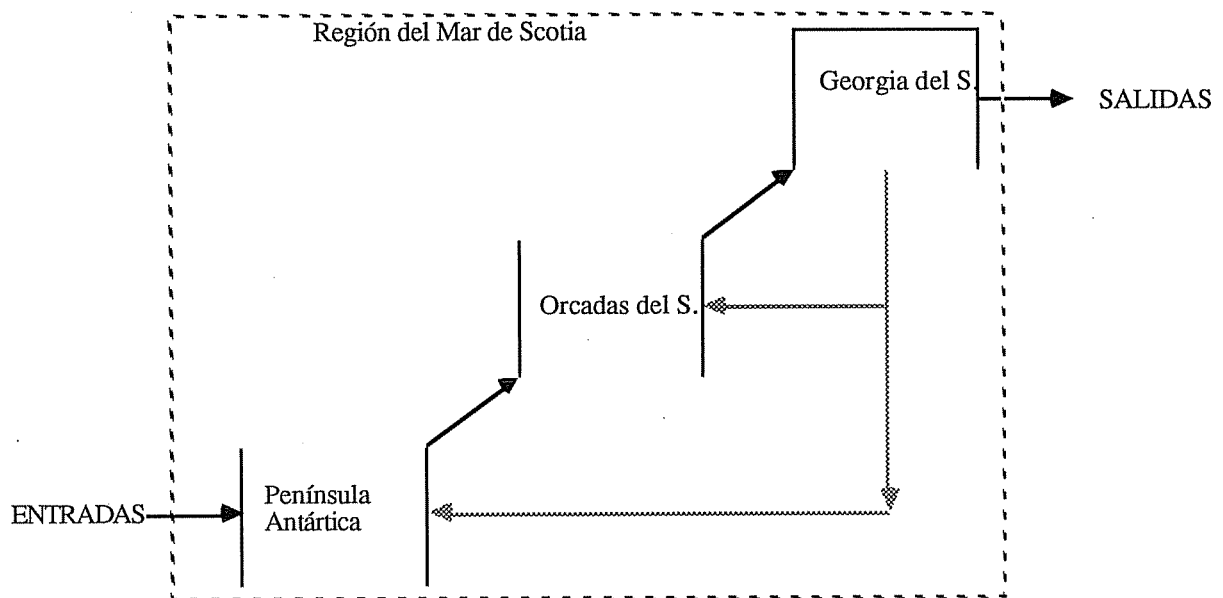 Región del Mar de Scotia
Georgia del S.
SALIDAS
Orcadas del S.
Península
Antártica
ENTRADAS